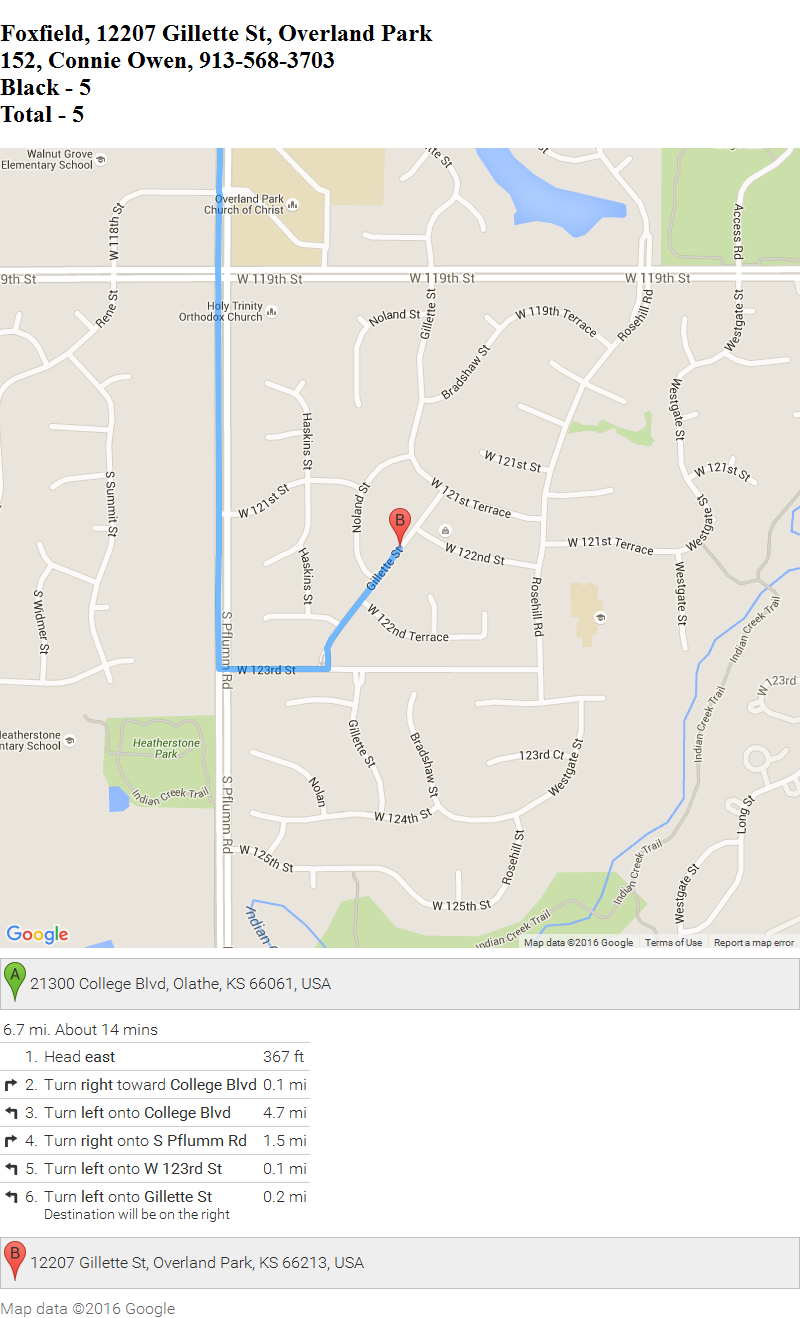 Foxfield, 12207 Gillette St, Overland Park
152, Connie Owen, 913-568-3703
Black - 5
Total - 5
Walnut Grove
Elementary School
lette St
St
Overland Park
Church of Christ
W 118th St
Access Rd
9th St
W 119th St
W 119th St
W 119th St
Rene St
Holy Trinity
Orthodox Church
Noland St
Gillette St
W 119th Terrace
Rosehill Rd
Westgate St
Bradshaw St
Westgate St
Haskins St
W 121st St
W 121st St
S Summit St
W 121st St
Noland St
W 121st Terrace
B
Westgate St
W 122nd St
W 121st Terrace
Gillette St
Haskins St
S Widmer St
Rosehill Rd
Westgate St
W 122nd Terrace
Indian Creek Trail
S Pflumm Rd
W 123rd St
W 123rd
Indian Creek Trail
Heatherstone
Park
Heatherstone
ntary School
Gillette St
Bradshaw St
123rd Ct
Westgate St
Indian Creek Trail
S Pflumm Rd
Nolan
W 124th St
Long St
W 125th St
Rosehill St
Indian Creek Trail
Westgate St
W 125th St
Indian
Indian Creek Trail
Google
Map data ©2016 Google Terms of Use Report a map error
A 21300 College Blvd, Olathe, KS 66061, USA
6.7 mi. About 14 mins
1. Head east 367 ft
2. Turn right toward College Blvd 0.1 mi
3. Turn left onto College Blvd 4.7 mi
4. Turn right onto S Pflumm Rd 1.5 mi
5. Turn left onto W 123rd St 0.1 mi
6. Turn left onto Gillette St 0.2 mi
Destination will be on the right
B 12207 Gillette St, Overland Park, KS 66213, USA
Map data ©2016 Google